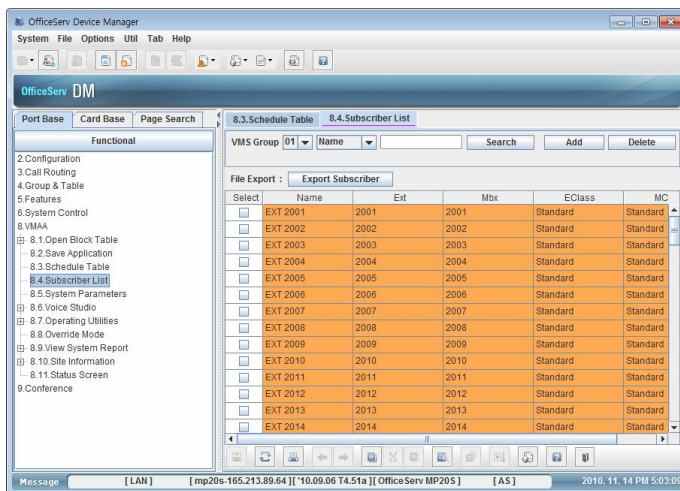 OfficeServ Device Manager
System File Options Util Tab Help
OfficeServ DM
Port Base Card Base Page Search
Functional
2.Configuration
3.Call Routing
4.Group & Table
5.Features
6.System Control
8.VMAA
8.1.Open Block Table
8.2.Save Application
8.3.Schedule Table
8.4.Subscriber List
8.5.System Parameters
8.6.Voice Studio
8.7.Operating Utilities
8.8.Override Mode
8.9.View System Report
8.10.Site Information
8.11.Status Screen
9.Conference
8.3.Schedule Table 8.4.Subscriber List
VMS Group 01 Name Search Add Delete
File Export : Export Subscriber
Select Name Ext Mbx EClass MC
EXT 2001 2001 2001 Standard Standard
EXT 2002 2002 2002 Standard Standard
EXT 2003 2003 2003 Standard Standard
EXT 2004 2004 2004 Standard Standard
EXT 2005 2005 2005 Standard Standard
EXT 2006 2006 2006 Standard Standard
EXT 2007 2007 2007 Standard Standard
EXT 2008 2008 2008 Standard Standard
EXT 2009 2009 2009 Standard Standard
EXT 2010 2010 2010 Standard Standard
EXT 2011 2011 2011 Standard Standard
EXT 2012 2012 2012 Standard Standard
EXT 2013 2013 2013 Standard Standard
EXT 2014 2014 2014 Standard Standard
Message [LAN] [ mp20s-165.213.89.64 ][ '10.09.06 T4.51a ][ OfficeServ MP20S ] [AS] 2010. 11. 14 PM 5:03:09